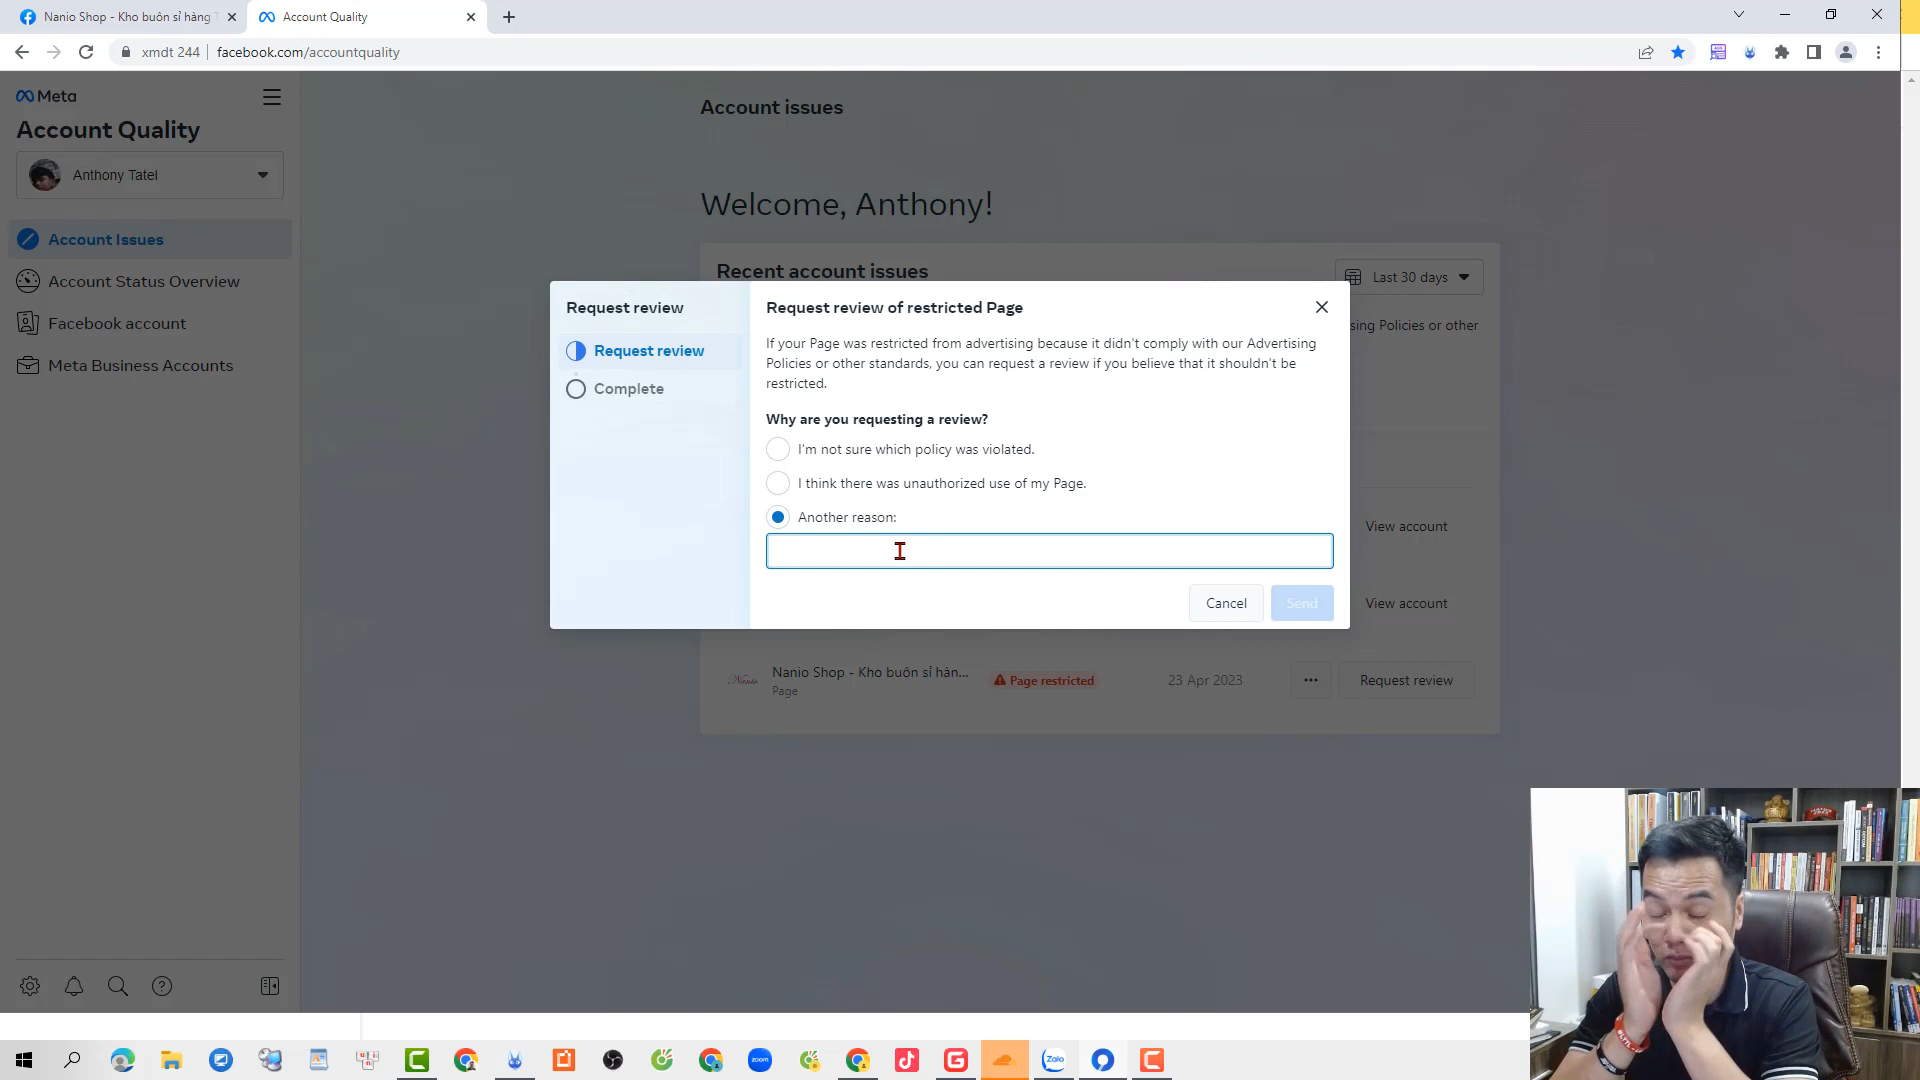 Nanio Shop - Kho buôn sỉ hàng T
Account Quality
xmdt 244
facebook.com/accountquality
Meta
Account Quality
Anthony Tatel
Account Issues
Account Status Overview
Facebook account
Meta Business Accounts
Account issues
Welcome, Anthony!
Recent account issues
Last 30 days
sing Policies or other
Request review
Request review
Complete
Request review of restricted Page
If your Page was restricted from advertising because it didn't comply with our Advertising
Policies or other standards, you can request a review if you believe that it shouldn't be
restricted.
Why are you requesting a review?
I'm not sure which policy was violated.
I think there was unauthorized use of my Page.
Another reason:
Cancel
Send
View account
View account
Nanio Shop - Kho buôn sỉ hàn...
Page
Page restricted
23 Apr 2023
Request review
zoom
Zalo